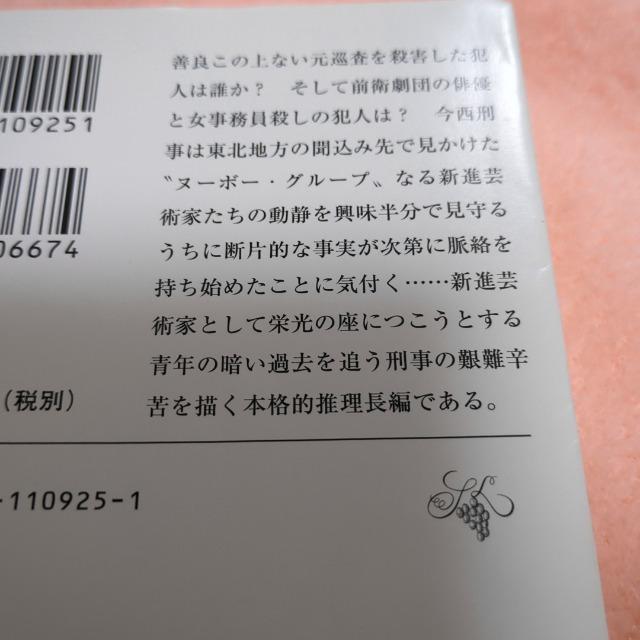 善良この上ない元巡査を殺害した犯
人は誰か？　そして前衛劇団の俳優
と女事務員殺しの犯人は？　今西刑
事は東北地方の聞込み先で見かけた
〝ヌーボー・グループ〟なる新進芸
術家たちの動静を興味半分で見守る
うちに断片的な事実が次第に脈絡を
持ち始めたことに気付く……新進芸
術家として栄光の座につこうとする
青年の暗い過去を追う刑事の艱難辛
苦を描く本格的推理長編である。
109251
06674
（税別）
-110925-1